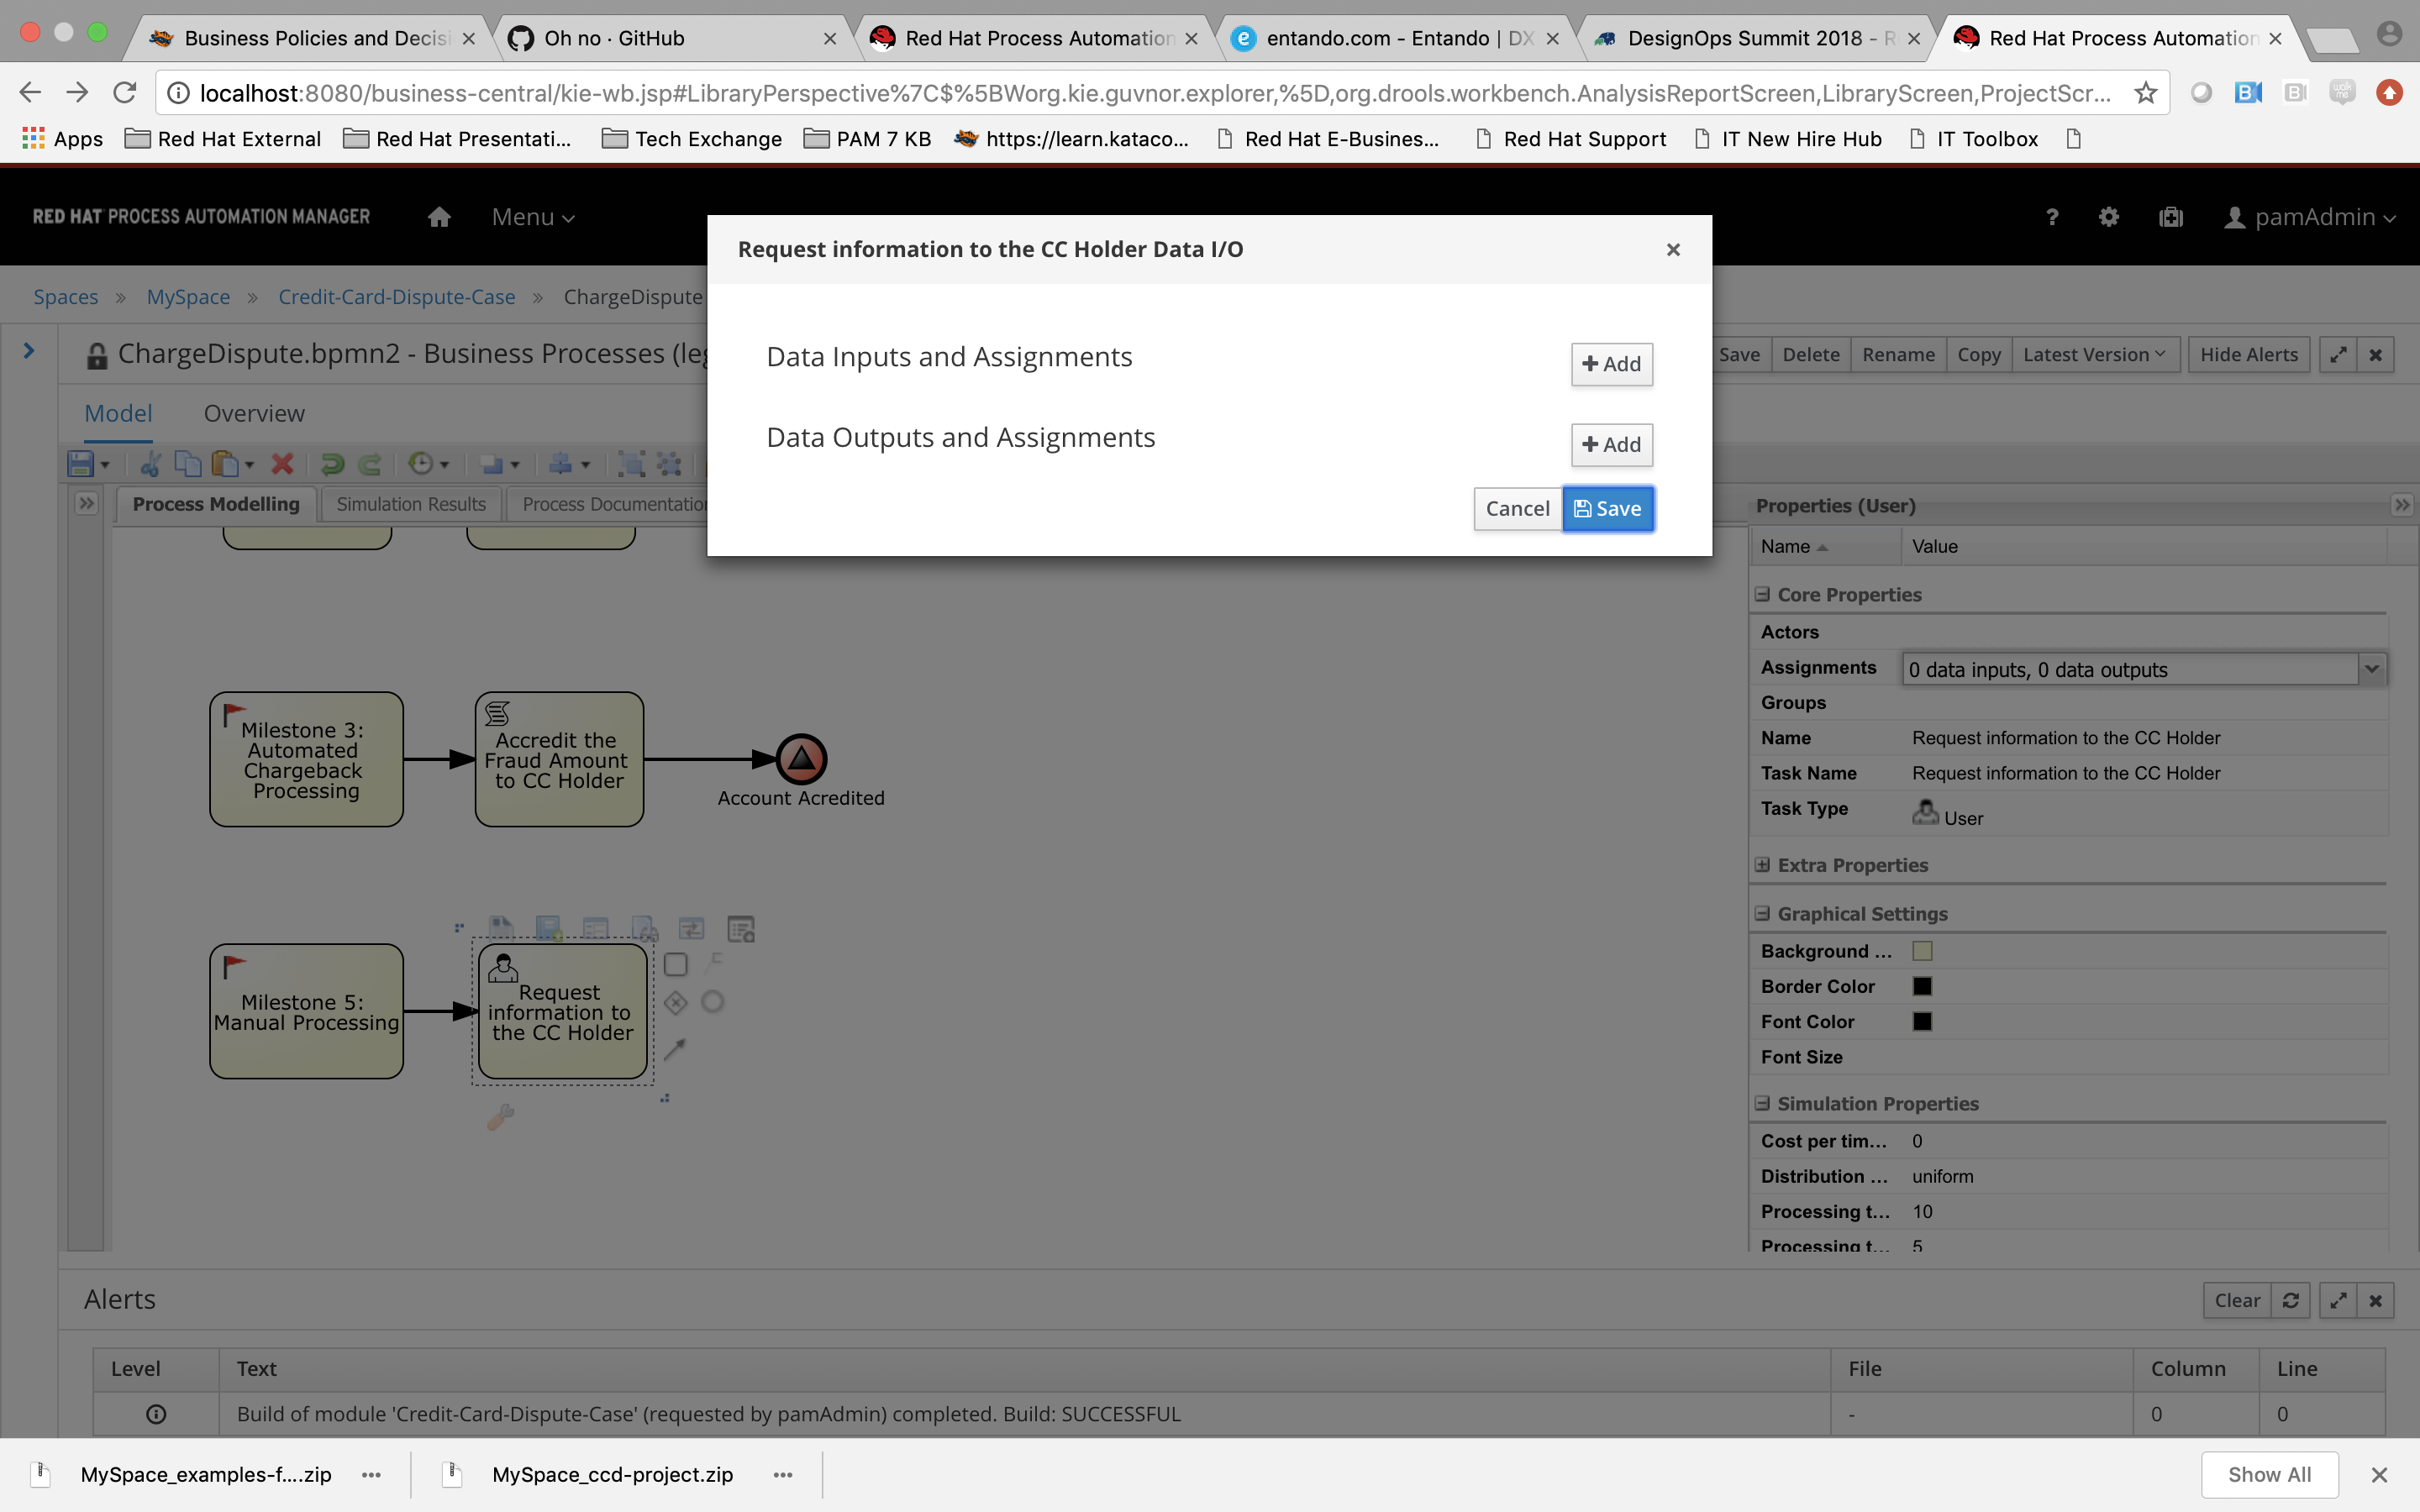 Business Policies and Decisi
Oh no · GitHub
Red Hat Process Automation
entando.com - Entando | DX
DesignOps Summit 2018 - R
Red Hat Process Automation
localhost:8080/business-central/kie-wb.jsp#LibraryPerspective%7C$%5BWorg.kie.guvnor.explorer,%5D,org.drools.workbench.AnalysisReportScreen,LibraryScreen,ProjectScr...
Apps
Red Hat External
Red Hat Presentati...
Tech Exchange
PAM 7 KB
https://learn.kataco...
Red Hat E-Busines...
Red Hat Support
IT New Hire Hub
IT Toolbox
RED HAT PROCESS AUTOMATION MANAGER
Menu
? pamAdmin
Request information to the CC Holder Data I/O
Data Inputs and Assignments
+ Add
Data Outputs and Assignments
+ Add
Cancel
Save
Spaces » MySpace » Credit-Card-Dispute-Case » ChargeDispute
ChargeDispute.bpmn2 - Business Processes (leg
Save
Delete
Rename
Copy
Latest Version
Hide Alerts
Model
Overview
Process Modelling
Simulation Results
Process Documentation
Milestone 3:
Automated
Chargeback
Processing
Accredit the
Fraud Amount
to CC Holder
Account Acredited
Milestone 5:
Manual Processing
Request
information to
the CC Holder
Properties (User)
Name
Value
Core Properties
Actors
Assignments
0 data inputs, 0 data outputs
Groups
Name
Request information to the CC Holder
Task Name
Request information to the CC Holder
Task Type
User
Extra Properties
Graphical Settings
Background ...
Border Color
Font Color
Font Size
Simulation Properties
Cost per tim...
0
Distribution ...
uniform
Processing t...
10
Processing t...
5
Alerts
Clear
Level
Text
File
Column
Line
Build of module 'Credit-Card-Dispute-Case' (requested by pamAdmin) completed. Build: SUCCESSFUL
-
0
0
MySpace_examples-f....zip
MySpace_ccd-project.zip
Show All